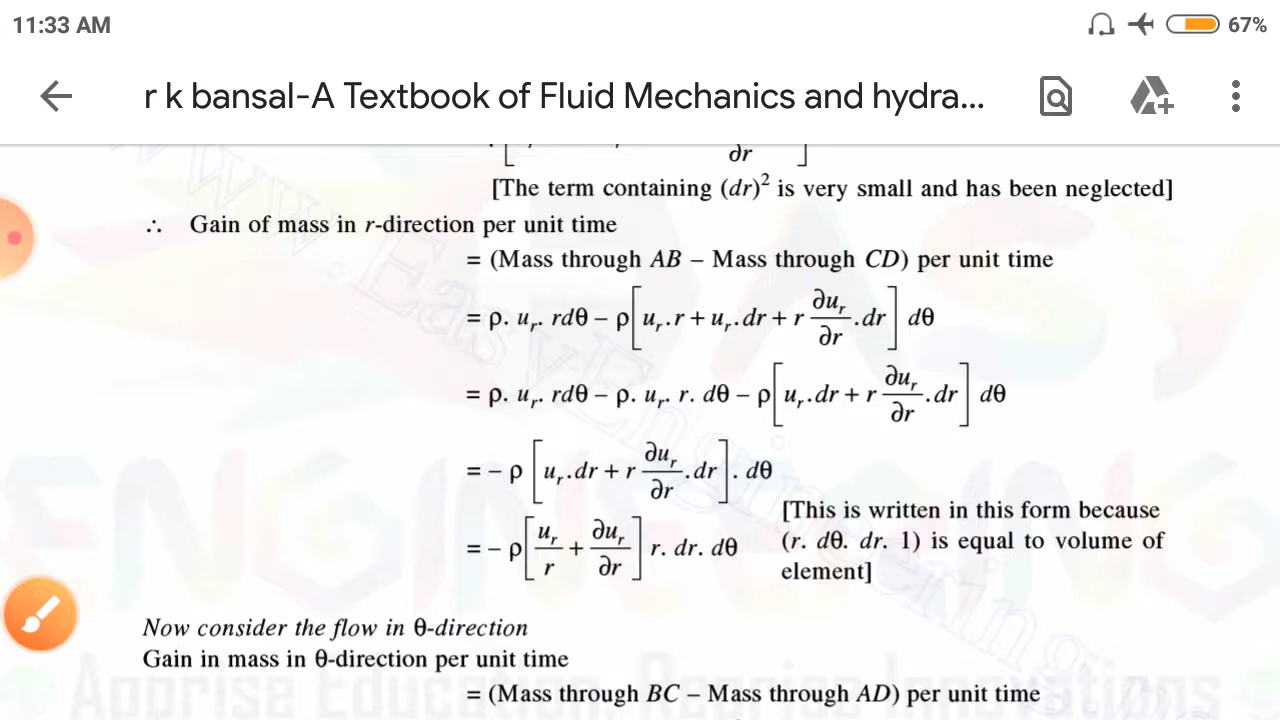 11:33 AM
67%
r k bansal-A Textbook of Fluid Mechanics and hydra...
∂r ]
[The term containing (dr)² is very small and has been neglected]
∴ Gain of mass in r-direction per unit time
= (Mass through AB – Mass through CD) per unit time
= ρ. u_r. rdθ – ρ[u_r.r + u_r.dr + r ∂u_r/∂r .dr] dθ
= ρ. u_r. rdθ – ρ. u_r. r. dθ – ρ[u_r.dr + r ∂u_r/∂r .dr] dθ
= – ρ [u_r.dr + r ∂u_r/∂r .dr]. dθ
= – ρ[u_r/r + ∂u_r/∂r] r. dr. dθ
[This is written in this form because
(r. dθ. dr. 1) is equal to volume of
element]
Now consider the flow in θ-direction
Gain in mass in θ-direction per unit time
= (Mass through BC – Mass through AD) per unit time
www.EasyEngineering
EASY
ENGINEERING